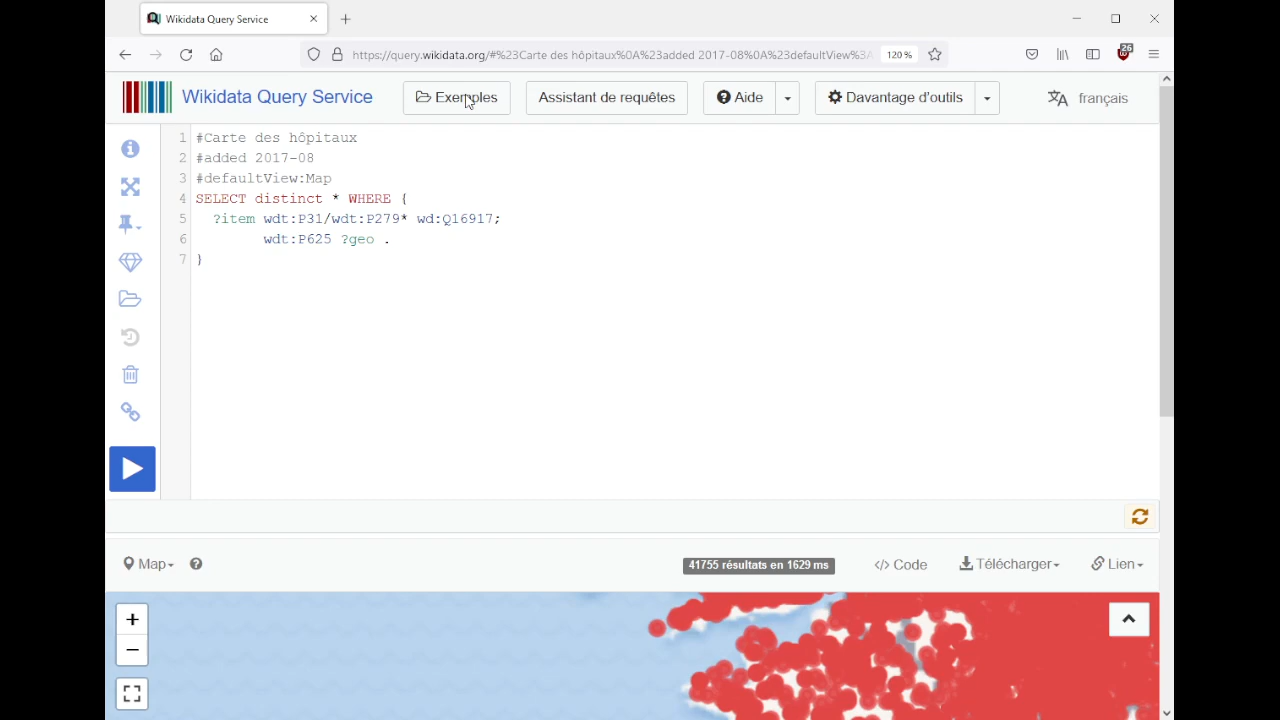 Wikidata Query Service
https://query.wikidata.org/#%23Carte des hôpitaux%0A%23added 2017-08%0A%23defaultView%3A
120 %
26
Wikidata Query Service
Exemples
Assistant de requêtes
Aide
Davantage d'outils
français
1 #Carte des hôpitaux
2 #added 2017-08
3 #defaultView:Map
4 SELECT distinct * WHERE {
5 ?item wdt:P31/wdt:P279* wd:Q16917;
6 wdt:P625 ?geo .
7 }
Map
41755 résultats en 1629 ms
</> Code
Télécharger
Lien
+
−